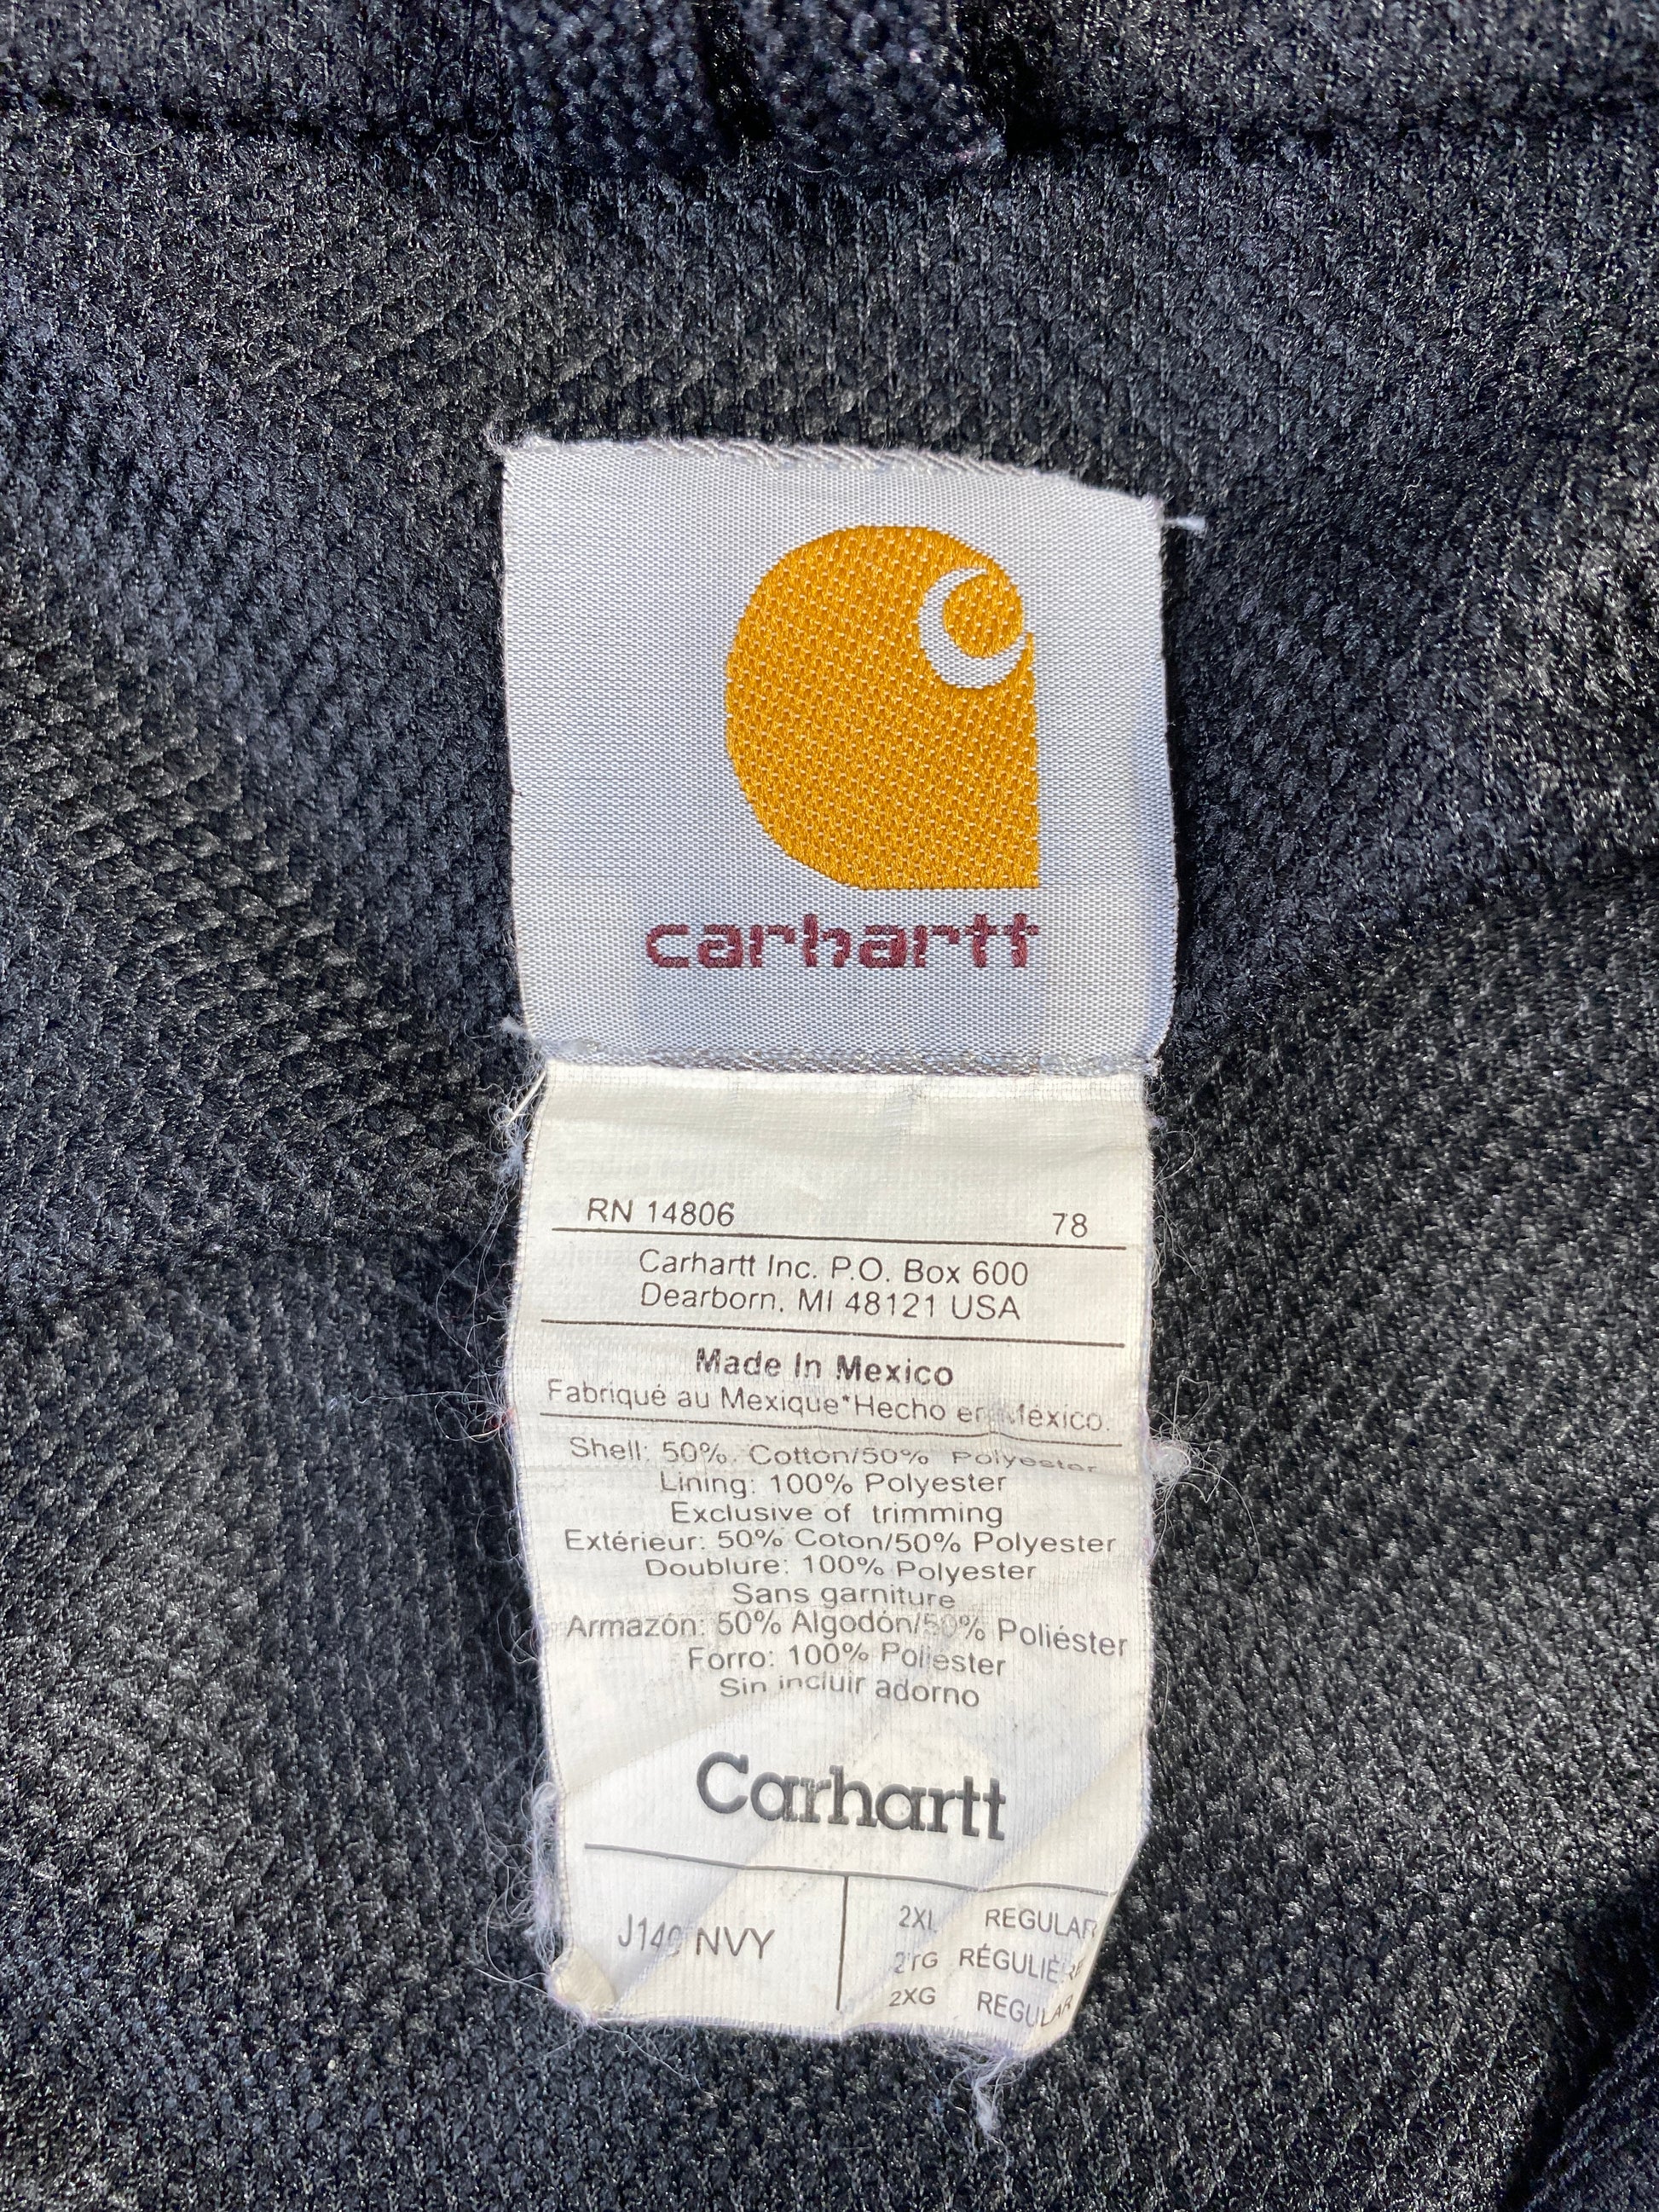 carhartt
RN 14806 78
Carhartt Inc. P.O. Box 600
Dearborn, MI 48121 USA
Made In Mexico
Fabriqué au Mexique*Hecho en México.
Shell: 50% Cotton/50% Polyester
Lining: 100% Polyester
Exclusive of trimming
Extérieur: 50% Coton/50% Polyester
Doublure: 100% Polyester
Sans garniture
Armazón: 50% Algodón/50% Poliéster
Forro: 100% Poliester
Sin incluir adorno
Carhartt
NVY
2XL REGULAR
RÉGULIÈRE
2XG REGULAR